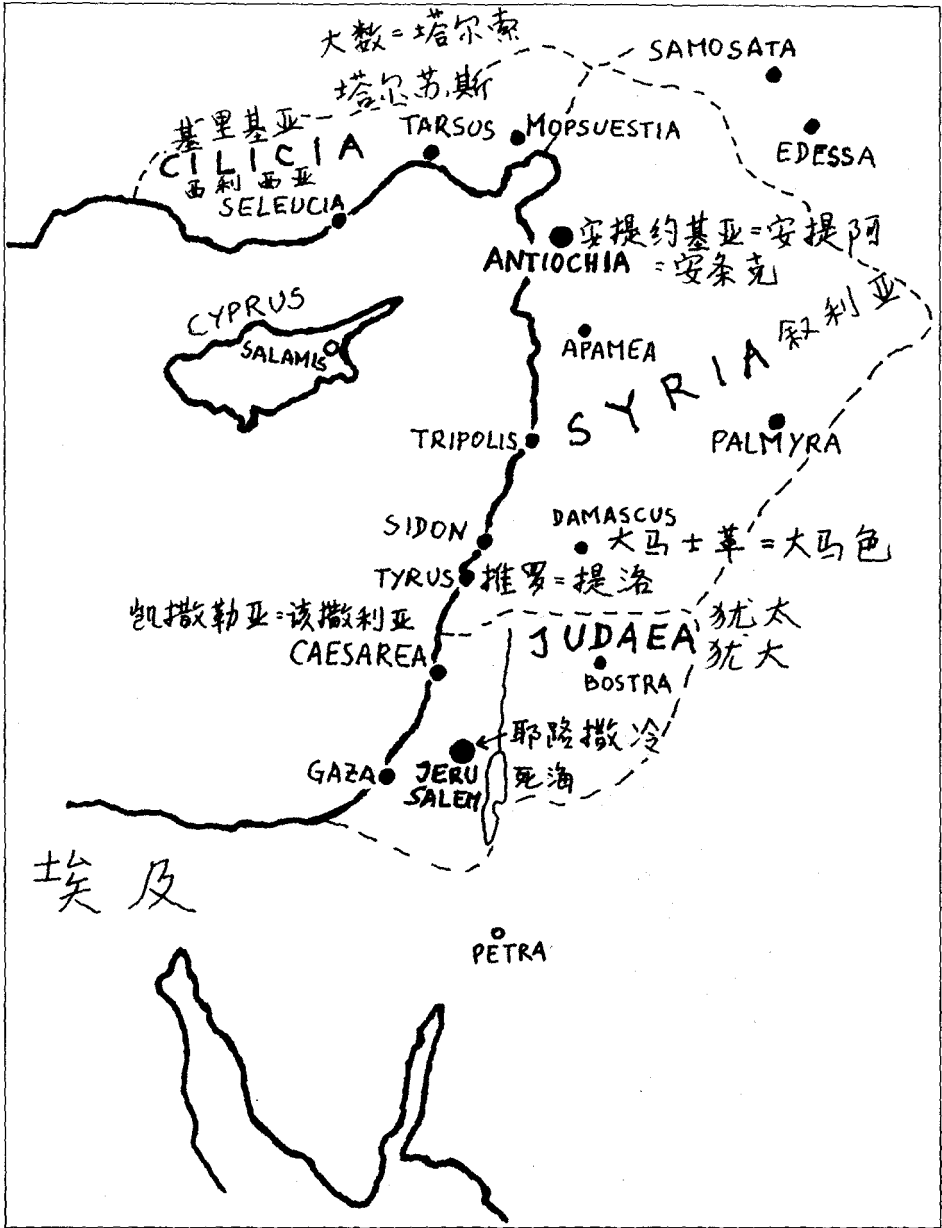 大数=塔尔索
塔尔苏斯
SAMOSATA
基里基亚
CILICIA
西利西亚
TARSUS
MOPSUESTIA
EDESSA
SELEUCIA
安提约基亚=安提阿
ANTIOCHIA
=安条克
CYPRUS
SALAMIS
APAMEA
SYRIA 叙利亚
TRIPOLIS
PALMYRA
SIDON
DAMASCUS
大马士革=大马色
TYRUS
推罗=提洛
凯撒勒亚=该撒利亚
JUDAEA
犹太
犹大
CAESAREA
BOSTRA
耶路撒冷
GAZA
JERU
SALEM
死海
埃及
PETRA